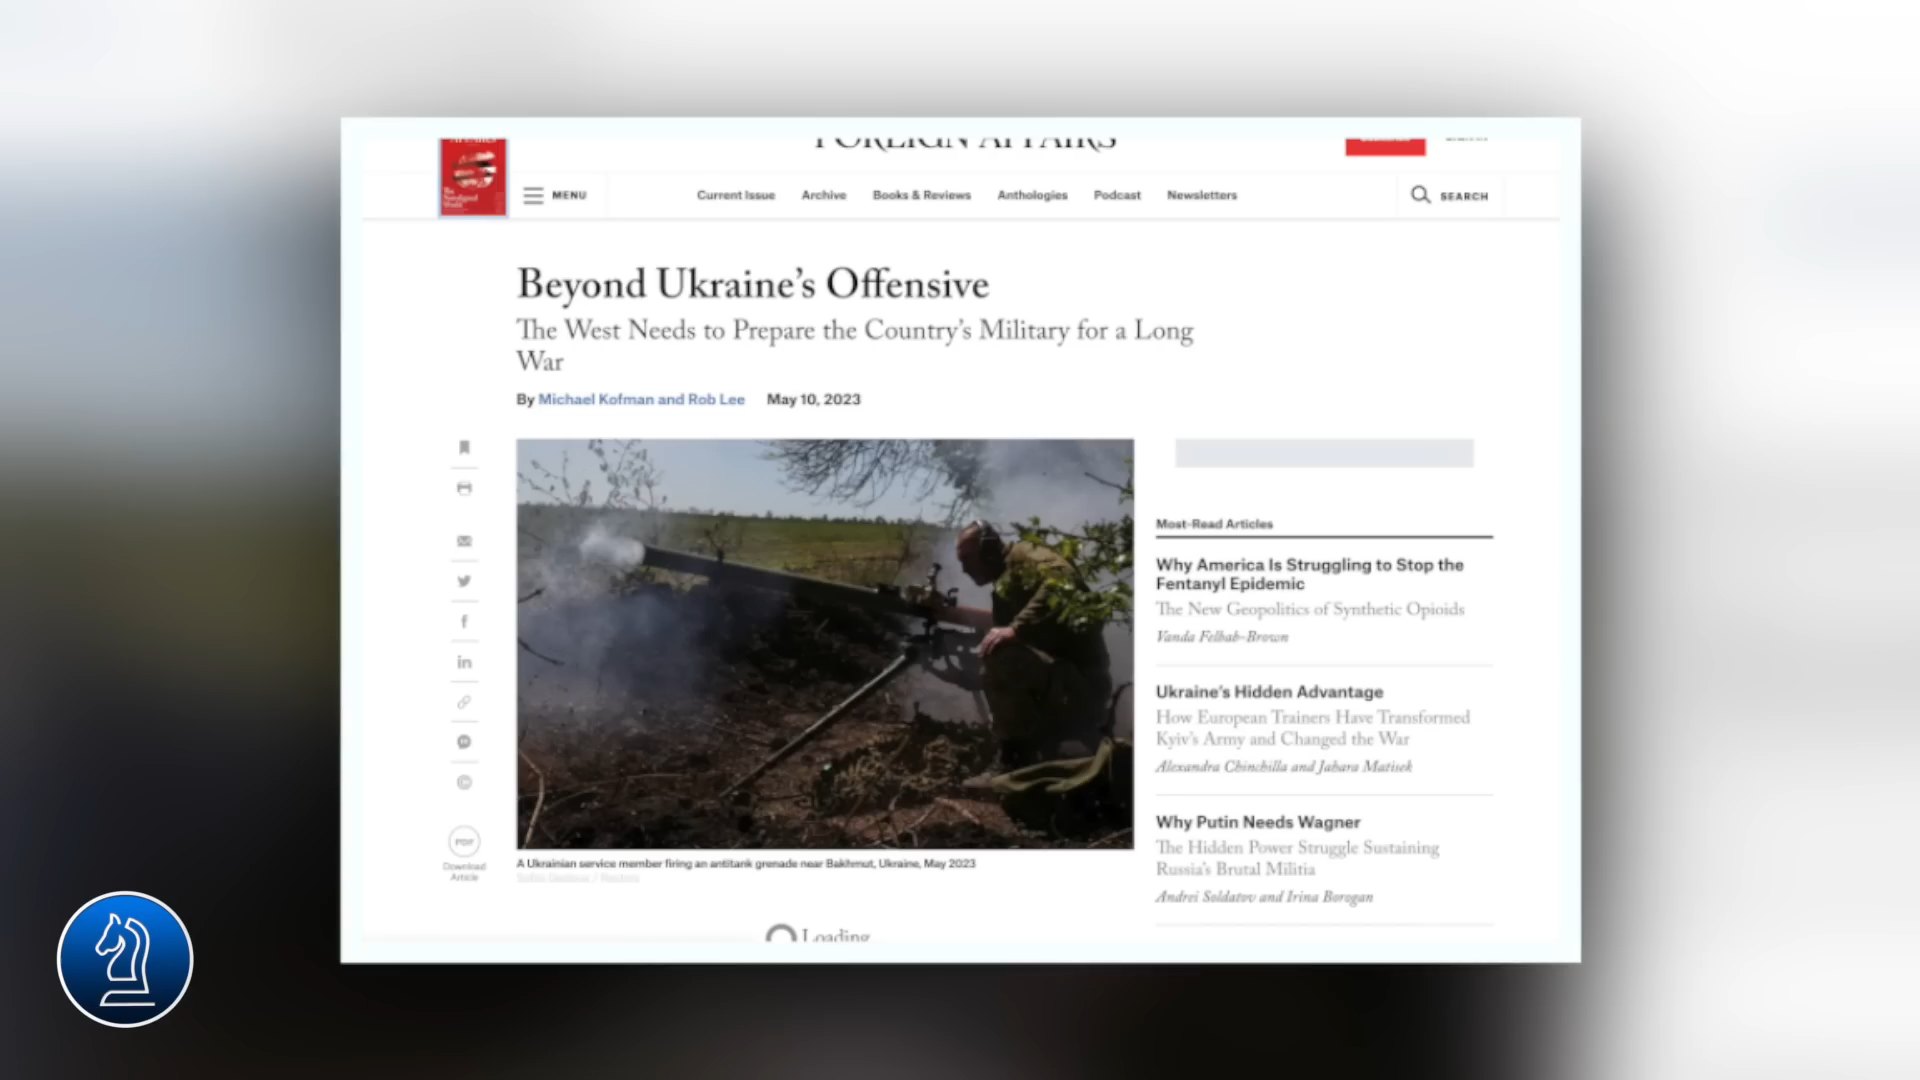 FOREIGN AFFAIRS
MENU
Current Issue
Archive
Books & Reviews
Anthologies
Podcast
Newsletters
SEARCH
Beyond Ukraine's Offensive
The West Needs to Prepare the Country's Military for a Long
War
By Michael Kofman and Rob Lee May 10, 2023
Most-Read Articles
Why America Is Struggling to Stop the
Fentanyl Epidemic
The New Geopolitics of Synthetic Opioids
Vanda Felbab-Brown
Ukraine's Hidden Advantage
How European Trainers Have Transformed
Kyiv's Army and Changed the War
Alexandra Chinchilla and Jahara Matisek
Why Putin Needs Wagner
The Hidden Power Struggle Sustaining
Russia's Brutal Militia
Andrei Soldatov and Irina Borogan
PDF
Download
Article
A Ukrainian service member firing an antitank grenade near Bakhmut, Ukraine, May 2023
Loading